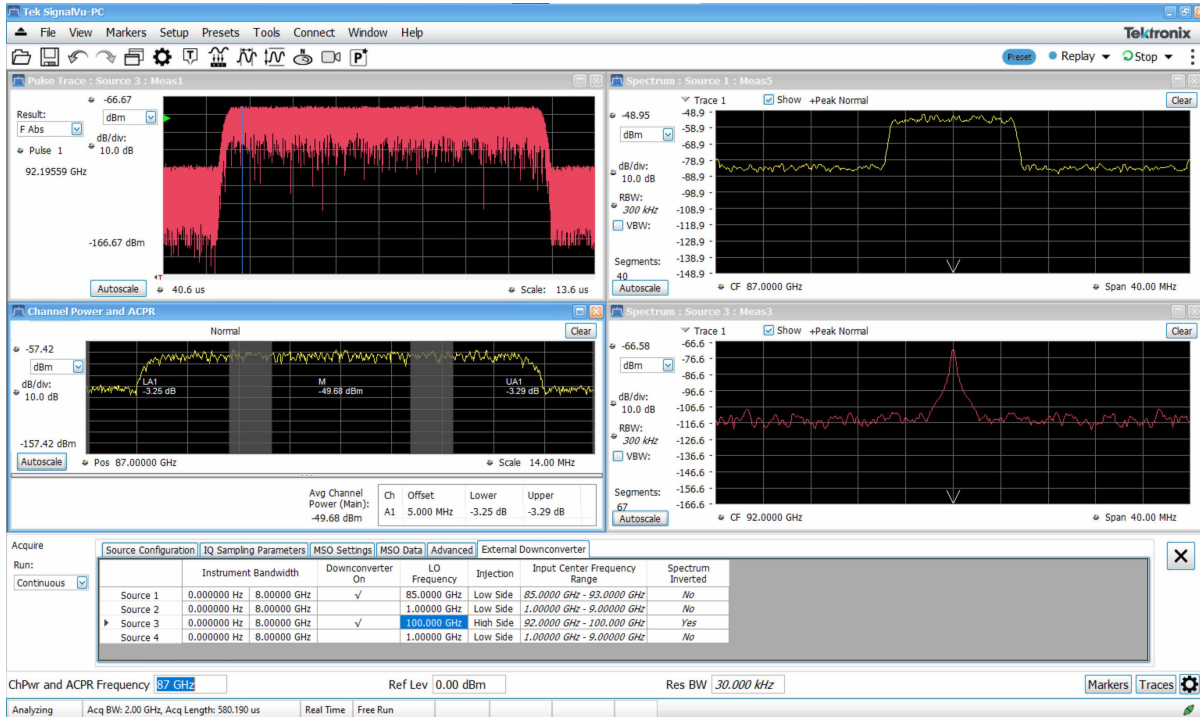 Tek SignalVu-PC
File View Markers Setup Presets Tools Connect Window Help
Tektronix
Preset Replay Stop
Pulse Trace : Source 3 : Meas1
Result:
F Abs
Pulse 1
92.19559 GHz
-66.67
dBm
dB/div:
10.0 dB
-166.67 dBm
Autoscale
40.6 us
Scale: 13.6 us
Spectrum : Source 1 : Meas5
Trace 1 Show +Peak Normal
Clear
-48.95
dBm
dB/div:
10.0 dB
RBW:
300 kHz
VBW:
Segments:
40
Autoscale
-48.9
-58.9
-68.9
-78.9
-88.9
-98.9
-108.9
-118.9
-128.9
-138.9
-148.9
CF 87.0000 GHz
Span 40.00 MHz
Channel Power and ACPR
Normal
Clear
-57.42
dBm
dB/div:
10.0 dB
-157.42 dBm
LA1
-3.25 dB
M
-49.68 dBm
UA1
-3.29 dB
Autoscale
Pos 87.00000 GHz
Scale 14.00 MHz
Avg Channel
Power (Main):
-49.68 dBm
Ch Offset Lower Upper
A1 5.000 MHz -3.25 dB -3.29 dB
Spectrum : Source 3 : Meas3
Trace 1 Show +Peak Normal
Clear
-66.58
dBm
dB/div:
10.0 dB
RBW:
300 kHz
VBW:
Segments:
67
Autoscale
-66.6
-76.6
-86.6
-96.6
-106.6
-116.6
-126.6
-136.6
-146.6
-156.6
-166.6
CF 92.0000 GHz
Span 40.00 MHz
Acquire
Run:
Continuous
Source Configuration IQ Sampling Parameters MSO Settings MSO Data Advanced External Downconverter
Instrument Bandwidth Downconverter On LO Frequency Injection Input Center Frequency Range Spectrum Inverted
Source 1 0.000000 Hz 8.00000 GHz √ 85.0000 GHz Low Side 85.0000 GHz - 93.0000 GHz No
Source 2 0.000000 Hz 8.00000 GHz 1.00000 GHz Low Side 1.00000 GHz - 9.00000 GHz No
Source 3 0.000000 Hz 8.00000 GHz √ 100.000 GHz High Side 92.0000 GHz - 100.000 GHz Yes
Source 4 0.000000 Hz 8.00000 GHz 1.00000 GHz Low Side 1.00000 GHz - 9.00000 GHz No
ChPwr and ACPR Frequency 87 GHz
Ref Lev 0.00 dBm
Res BW 30.000 kHz
Markers Traces
Analyzing
Acq BW: 2.00 GHz, Acq Length: 580.190 us
Real Time Free Run